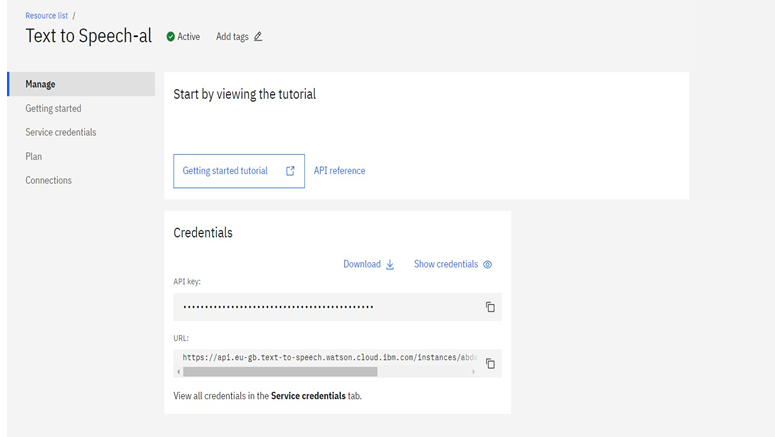 Resource list /
Text to Speech-al Active Add tags
Manage
Getting started
Service credentials
Plan
Connections
Start by viewing the tutorial
Getting started tutorial API reference
Credentials
Download Show credentials
API key:
••••••••••••••••••••••••••••••••••••••••••••
URL:
https://api.eu-gb.text-to-speech.watson.cloud.ibm.com/instances/abde
View all credentials in the Service credentials tab.